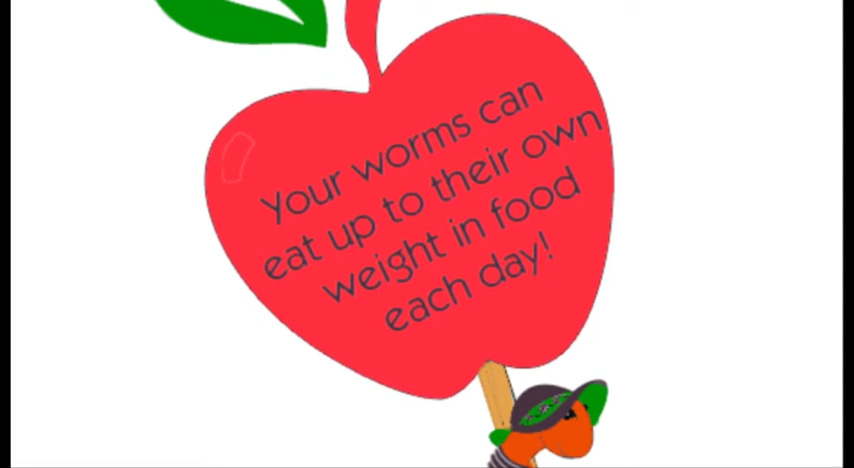 Your worms can
eat up to their own
weight in food
each day!